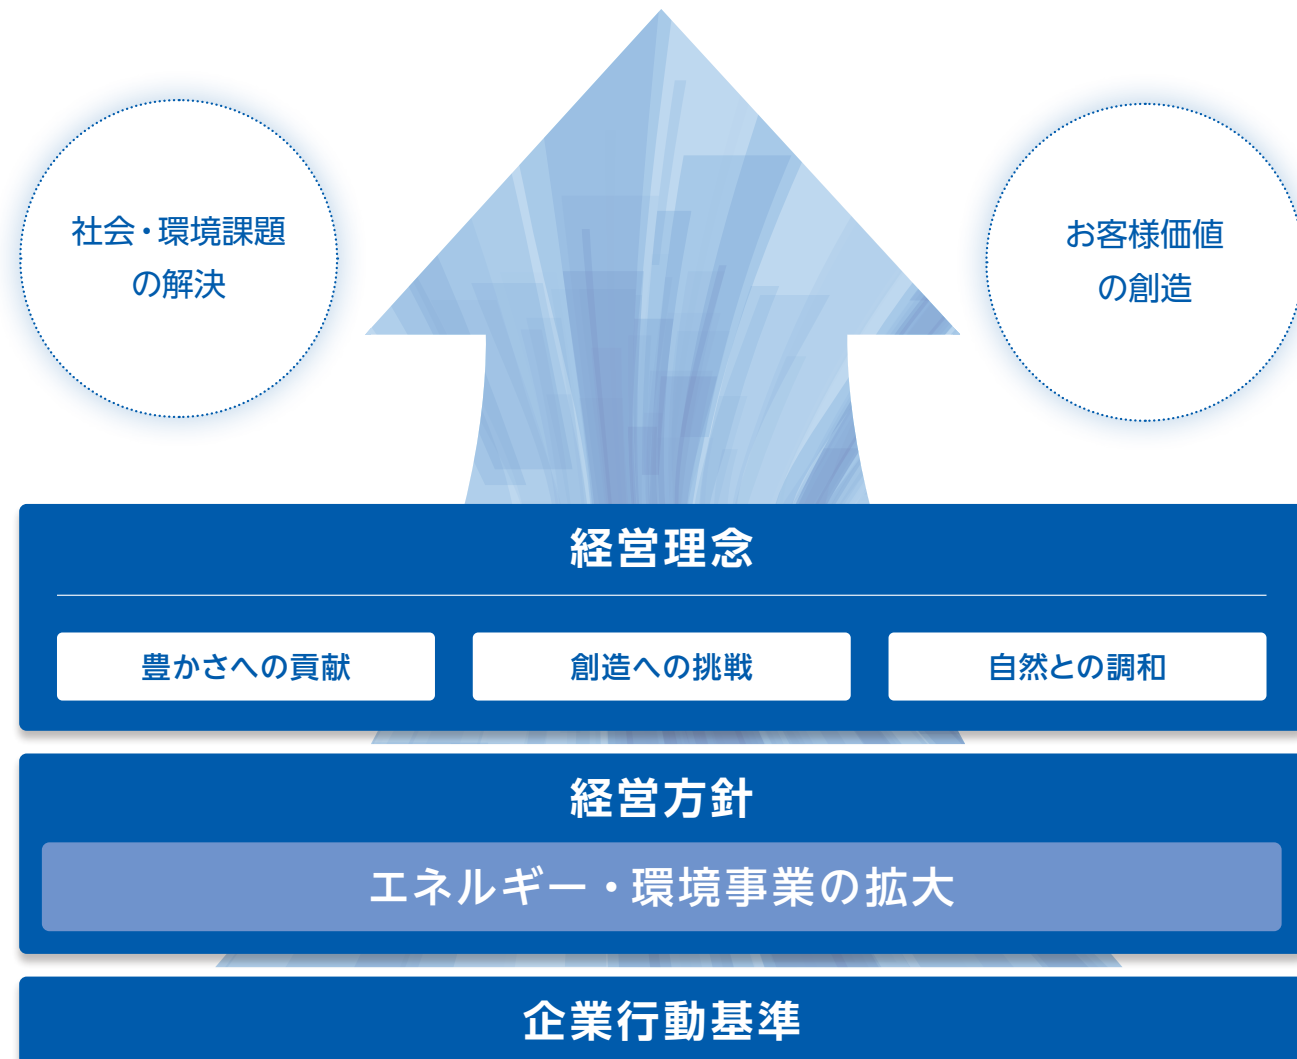 社会・環境課題
の解決
お客様価値
の創造
経営理念
豊かさへの貢献
創造への挑戦
自然との調和
経営方針
エネルギー・環境事業の拡大
企業行動基準